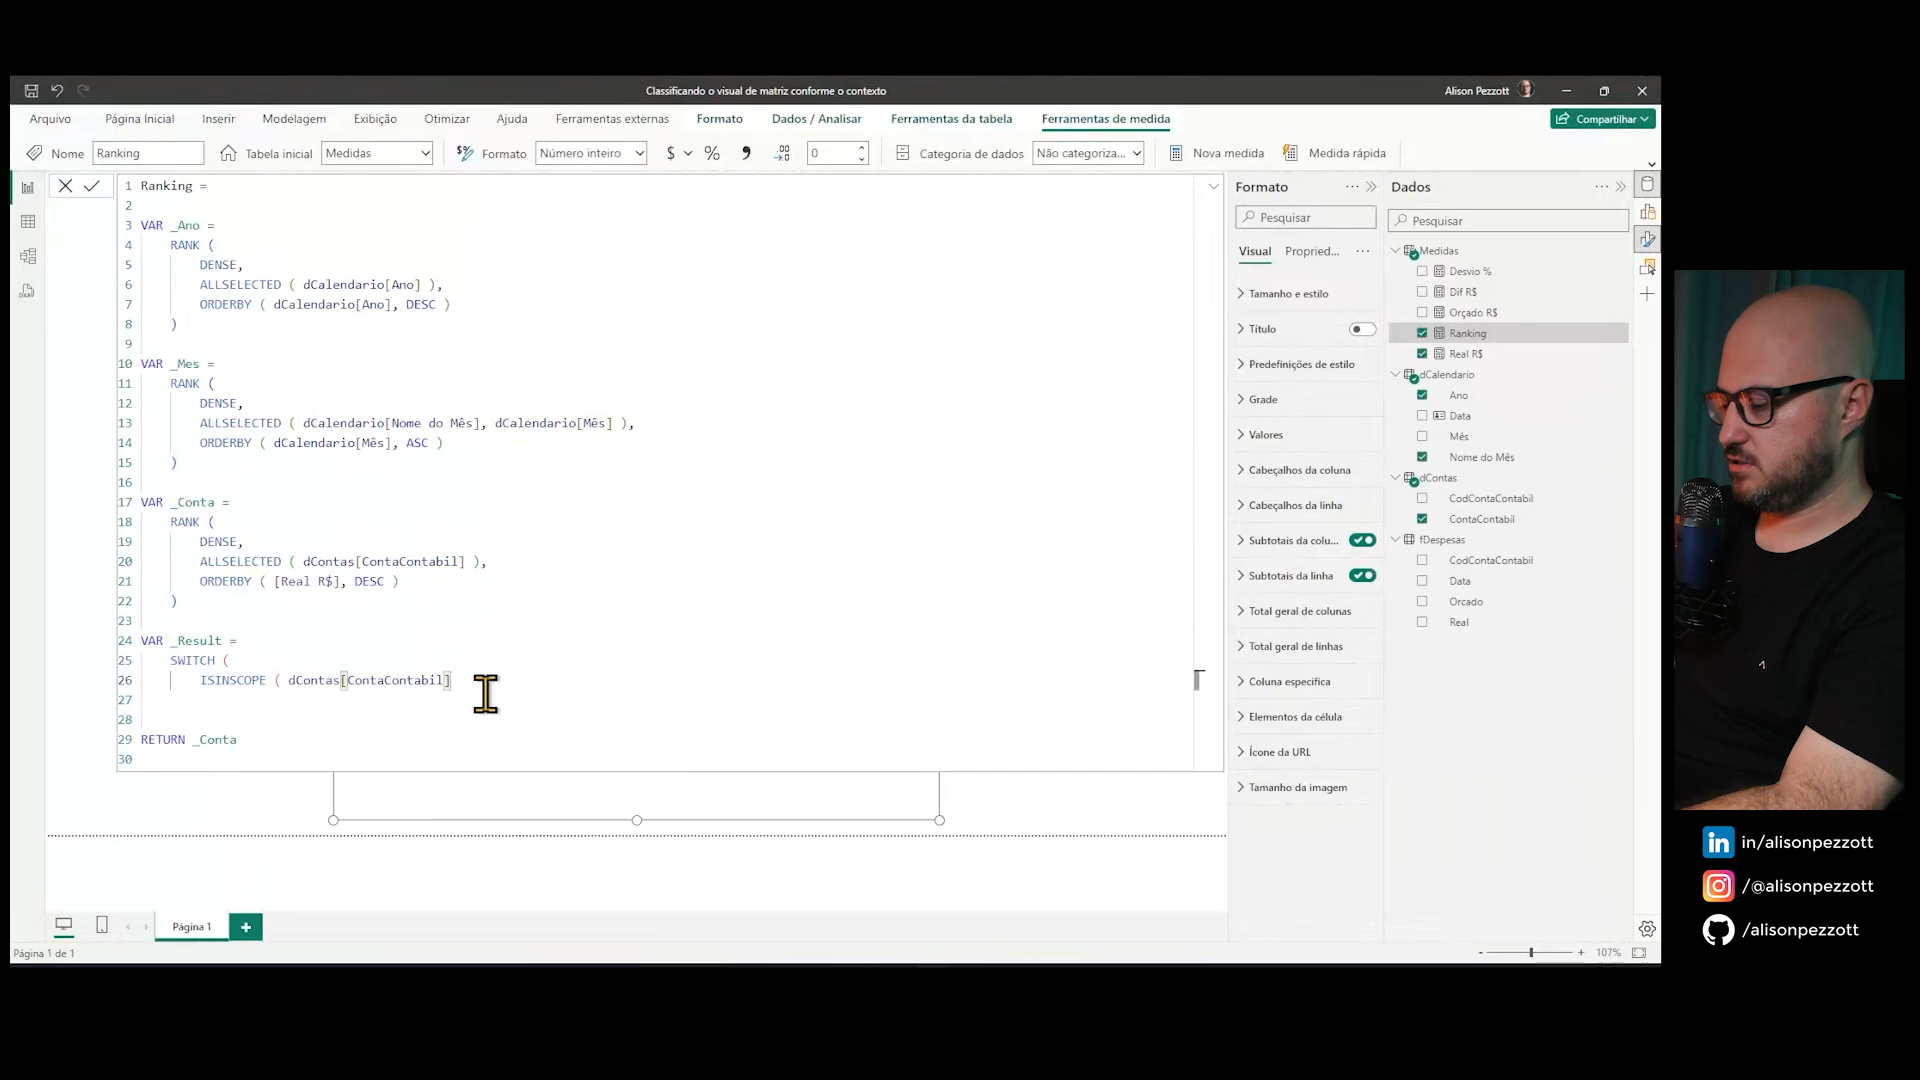 Classificando o visual de matriz conforme o contexto
Alison Pezzott
Arquivo Página Inicial Inserir Modelagem Exibição Otimizar Ajuda Ferramentas externas Formato Dados / Analisar Ferramentas da tabela Ferramentas de medida Compartilhar
Nome Ranking Tabela inicial Medidas Formato Número inteiro $ % 0 Categoria de dados Não categoriza... Nova medida Medida rápida
1 Ranking =
2
3 VAR _Ano =
4 RANK (
5 DENSE,
6 ALLSELECTED ( dCalendario[Ano] ),
7 ORDERBY ( dCalendario[Ano], DESC )
8 )
9
10 VAR _Mes =
11 RANK (
12 DENSE,
13 ALLSELECTED ( dCalendario[Nome do Mês], dCalendario[Mês] ),
14 ORDERBY ( dCalendario[Mês], ASC )
15 )
16
17 VAR _Conta =
18 RANK (
19 DENSE,
20 ALLSELECTED ( dContas[ContaContabil] ),
21 ORDERBY ( [Real R$], DESC )
22 )
23
24 VAR _Result =
25 SWITCH (
26 ISINSCOPE ( dContas[ContaContabil]
27
28
29 RETURN _Conta
30
Formato
Pesquisar
Visual Propried...
Tamanho e estilo
Título
Predefinições de estilo
Grade
Valores
Cabeçalhos da coluna
Cabeçalhos da linha
Subtotais da colu...
Subtotais da linha
Total geral de colunas
Total geral de linhas
Coluna específica
Elementos da célula
Ícone da URL
Tamanho da imagem
Dados
Pesquisar
Medidas
Desvio %
Dif R$
Orçado R$
Ranking
Real R$
dCalendario
Ano
Data
Mês
Nome do Mês
dContas
CodContaContabil
ContaContabil
fDespesas
CodContaContabil
Data
Orcado
Real
Página 1
Página 1 de 1
- + 107%
in/alisonpezzott
/@alisonpezzott
/alisonpezzott